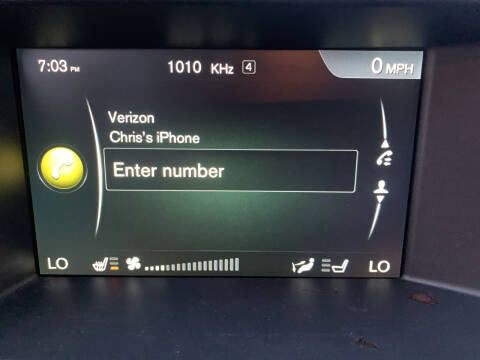 7:03 PM
1010 KHz 4
0 MPH
Verizon
Chris's iPhone
Enter number
LO
LO